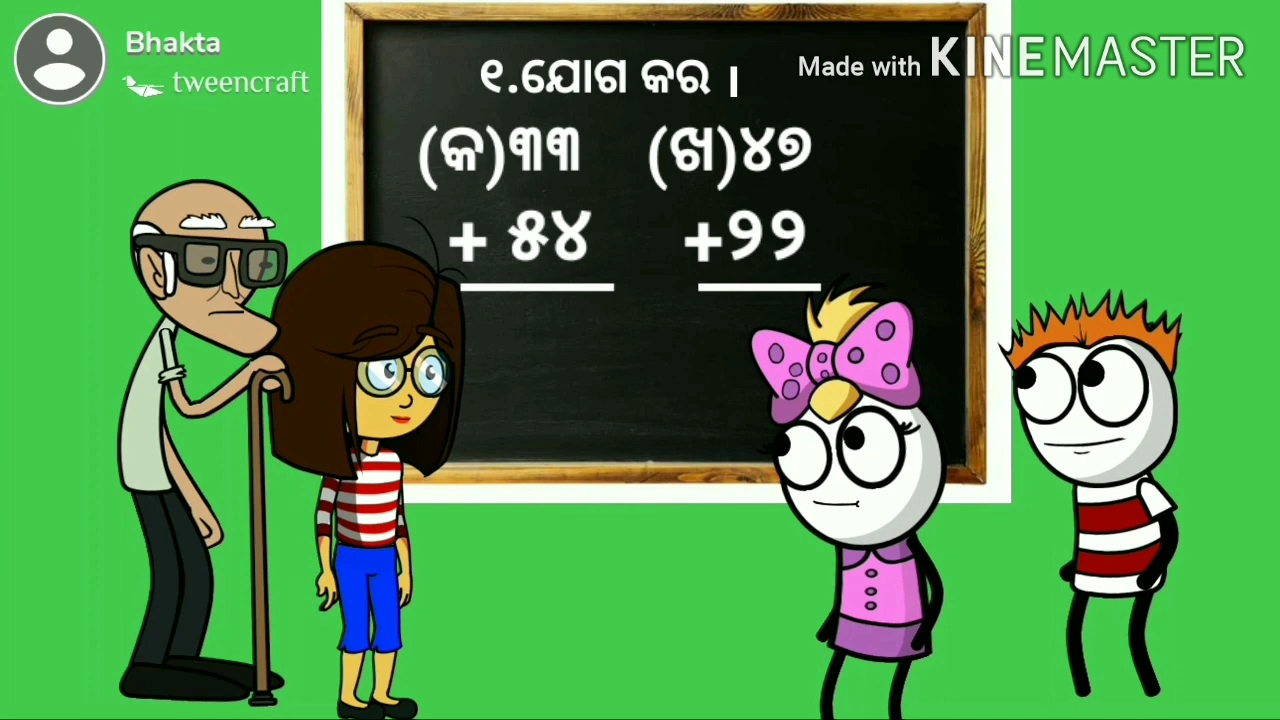 Bhakta
tweencraft
Made with KINEMASTER
୧.ଯୋଗ କର ।
(କ)୩୩ (ଖ)୪୭
+ ୫୪ +୨୨